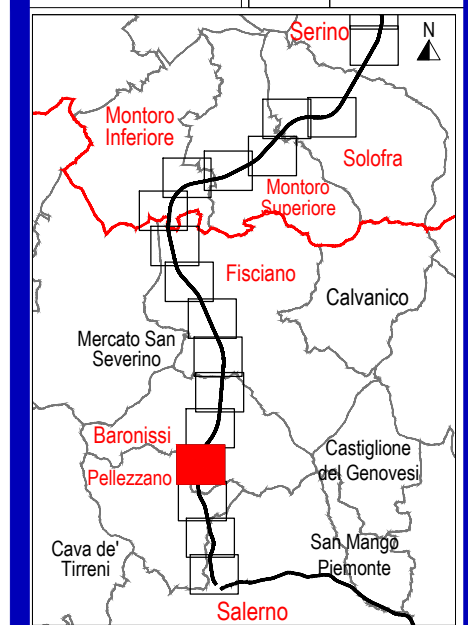 Serino
N
Montoro
Inferiore
Solofra
Montoro
Superiore
Fisciano
Calvanico
Mercato San
Severino
Baronissi
Castiglione
del Genovesi
Pellezzano
Cava de'
Tirreni
San Mango
Piemonte
Salerno